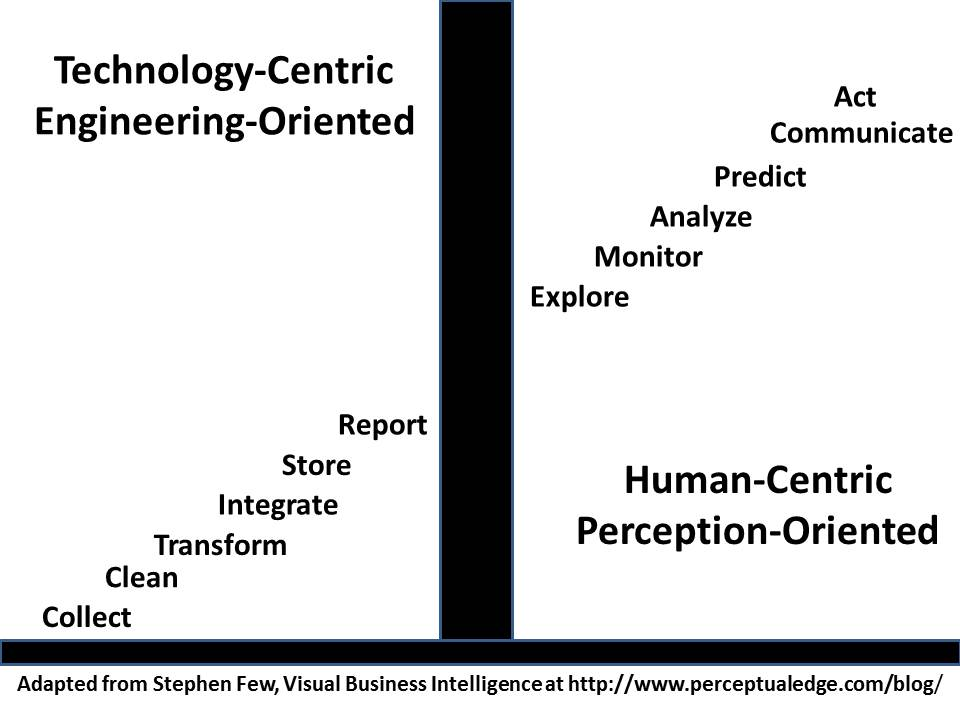 Technology-Centric
Engineering-Oriented
Report
Store
Integrate
Transform
Clean
Collect
Act
Communicate
Predict
Analyze
Monitor
Explore
Human-Centric
Perception-Oriented
Adapted from Stephen Few, Visual Business Intelligence at http://www.perceptualedge.com/blog/